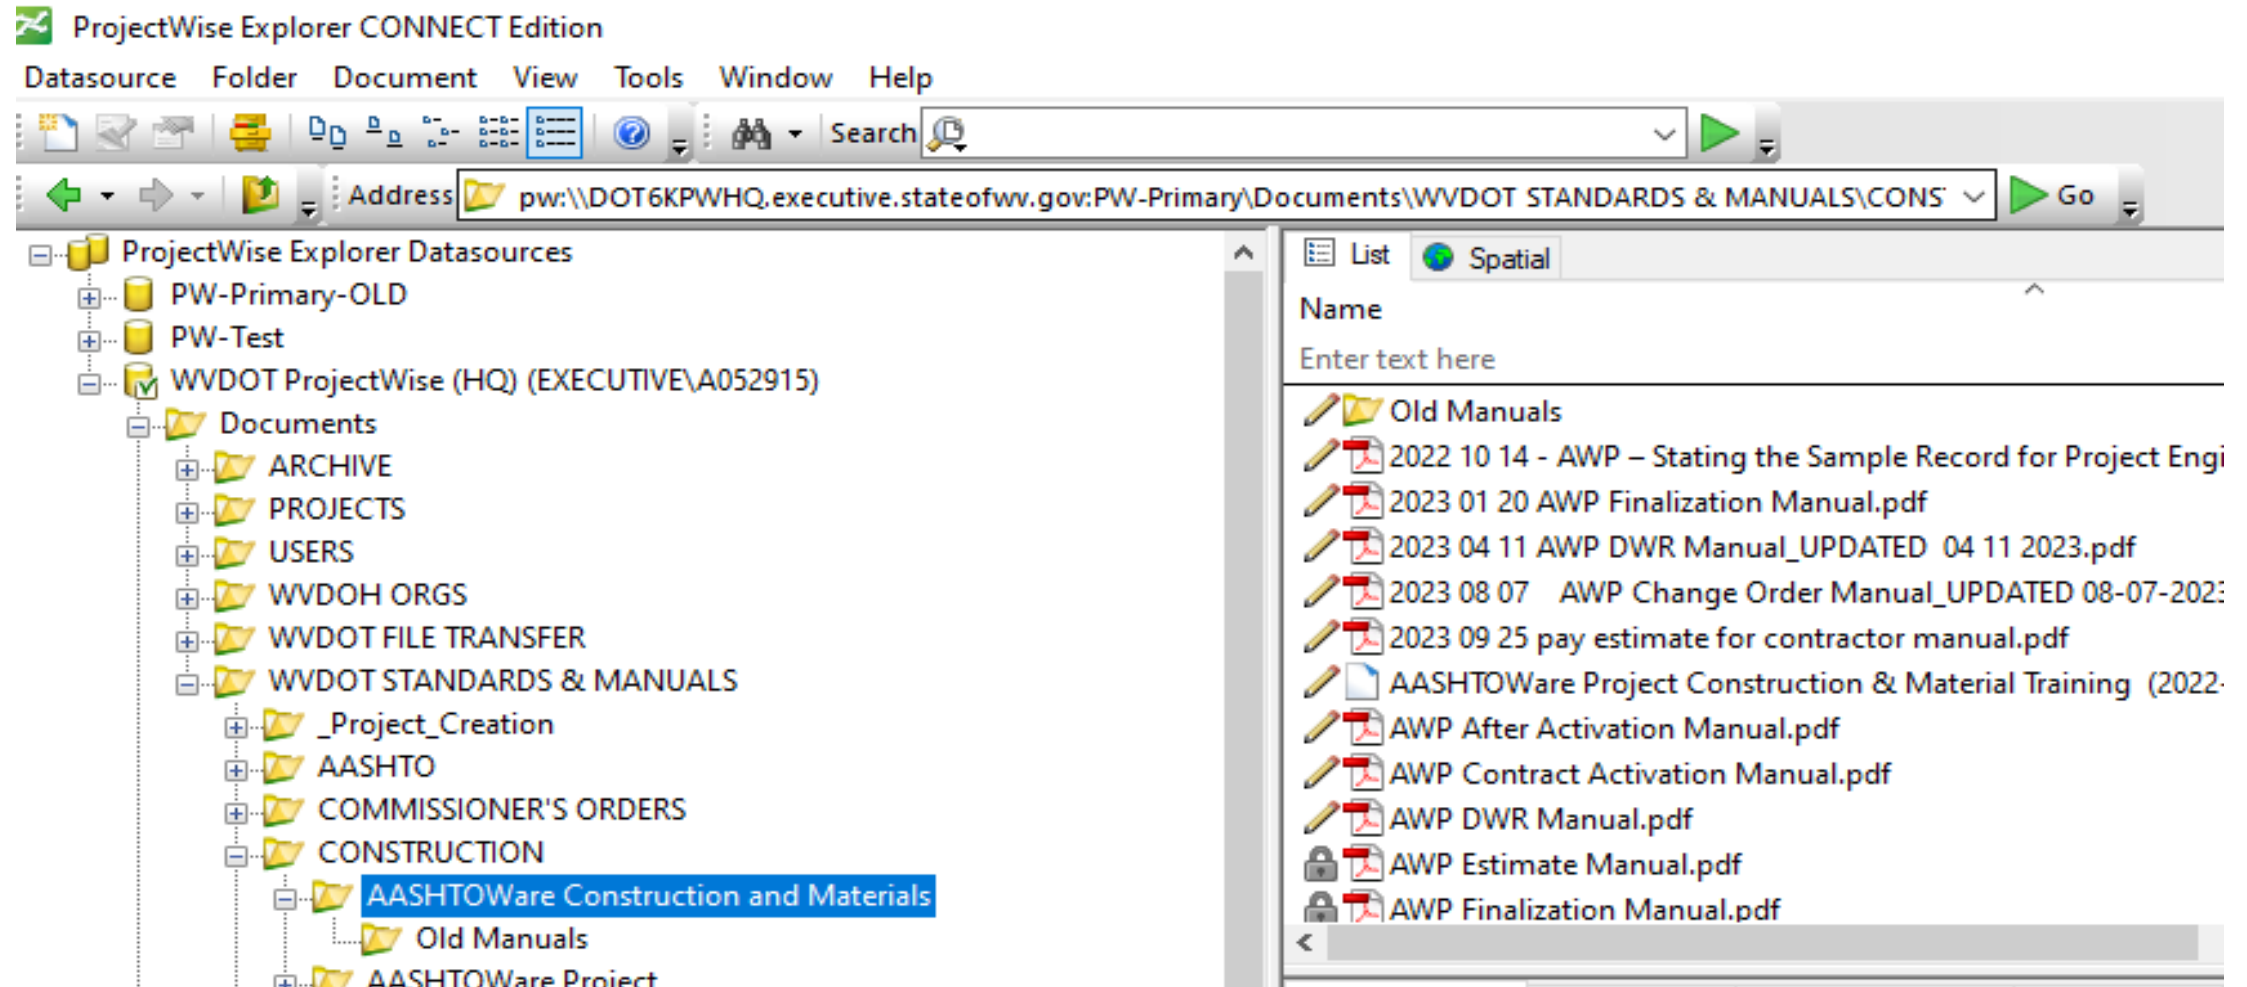 ProjectWise Explorer CONNECT Edition
Datasource Folder Document View Tools Window Help
Search
Address pw:\\DOT6KPWHQ.executive.stateofwv.gov:PW-Primary\Documents\WVDOT STANDARDS & MANUALS\CONS Go
ProjectWise Explorer Datasources
PW-Primary-OLD
PW-Test
WVDOT ProjectWise (HQ) (EXECUTIVE\A052915)
Documents
ARCHIVE
PROJECTS
USERS
WVDOH ORGS
WVDOT FILE TRANSFER
WVDOT STANDARDS & MANUALS
_Project_Creation
AASHTO
COMMISSIONER'S ORDERS
CONSTRUCTION
AASHTOWare Construction and Materials
Old Manuals
AASHTOWare Project
List Spatial
Name
Enter text here
Old Manuals
2022 10 14 - AWP – Stating the Sample Record for Project Engi
2023 01 20 AWP Finalization Manual.pdf
2023 04 11 AWP DWR Manual_UPDATED  04 11 2023.pdf
2023 08 07    AWP Change Order Manual_UPDATED 08-07-2023
2023 09 25 pay estimate for contractor manual.pdf
AASHTOWare Project Construction & Material Training  (2022-
AWP After Activation Manual.pdf
AWP Contract Activation Manual.pdf
AWP DWR Manual.pdf
AWP Estimate Manual.pdf
AWP Finalization Manual.pdf